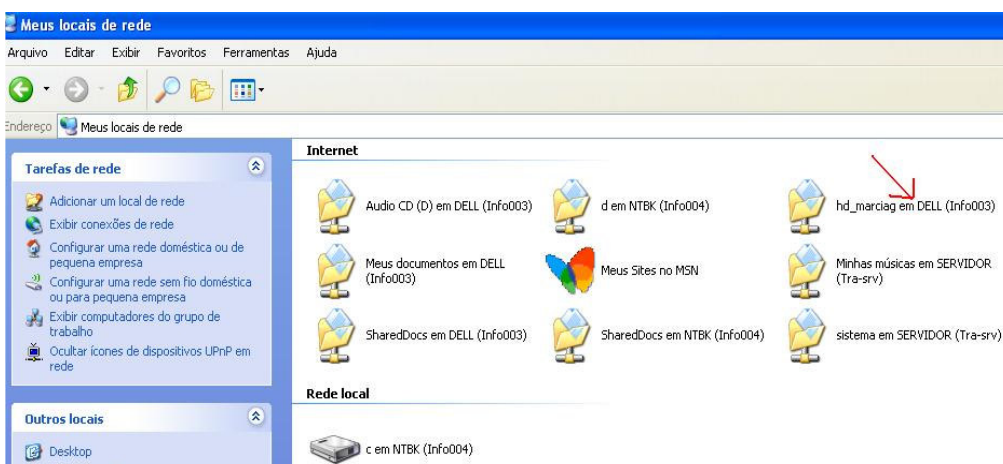 Meus locais de rede
Arquivo Editar Exibir Favoritos Ferramentas Ajuda
Endereço Meus locais de rede
Tarefas de rede
Adicionar um local de rede
Exibir conexões de rede
Configurar uma rede doméstica ou de
pequena empresa
Configurar uma rede sem fio doméstica
ou para pequena empresa
Exibir computadores do grupo de
trabalho
Ocultar ícones de dispositivos UPnP em
rede
Outros locais
Desktop
Internet
Audio CD (D) em DELL (Info003)
d em NTBK (Info004)
hd_marciag em DELL (Info003)
Meus documentos em DELL
(Info003)
Meus Sites no MSN
Minhas músicas em SERVIDOR
(Tra-srv)
SharedDocs em DELL (Info003)
SharedDocs em NTBK (Info004)
sistema em SERVIDOR (Tra-srv)
Rede local
c em NTBK (Info004)